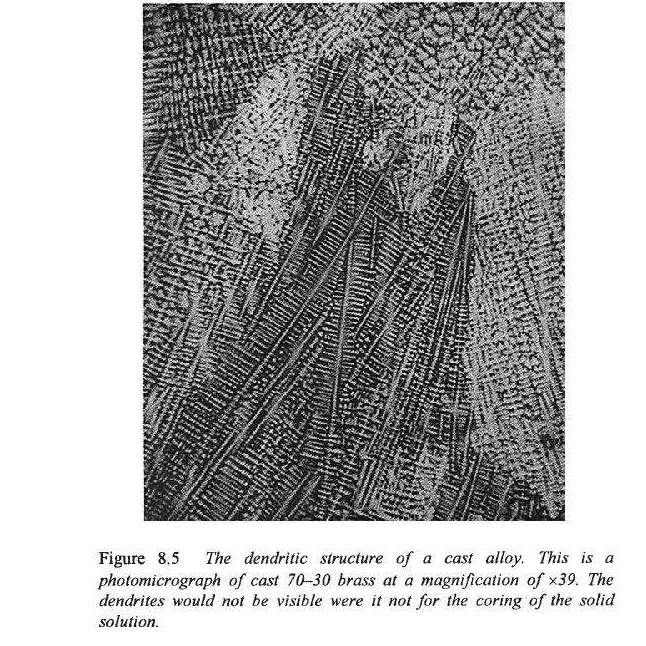 Figure 8.5 The dendritic structure of a cast alloy. This is a
photomicrograph of cast 70–30 brass at a magnification of ×39. The
dendrites would not be visible were it not for the coring of the solid
solution.